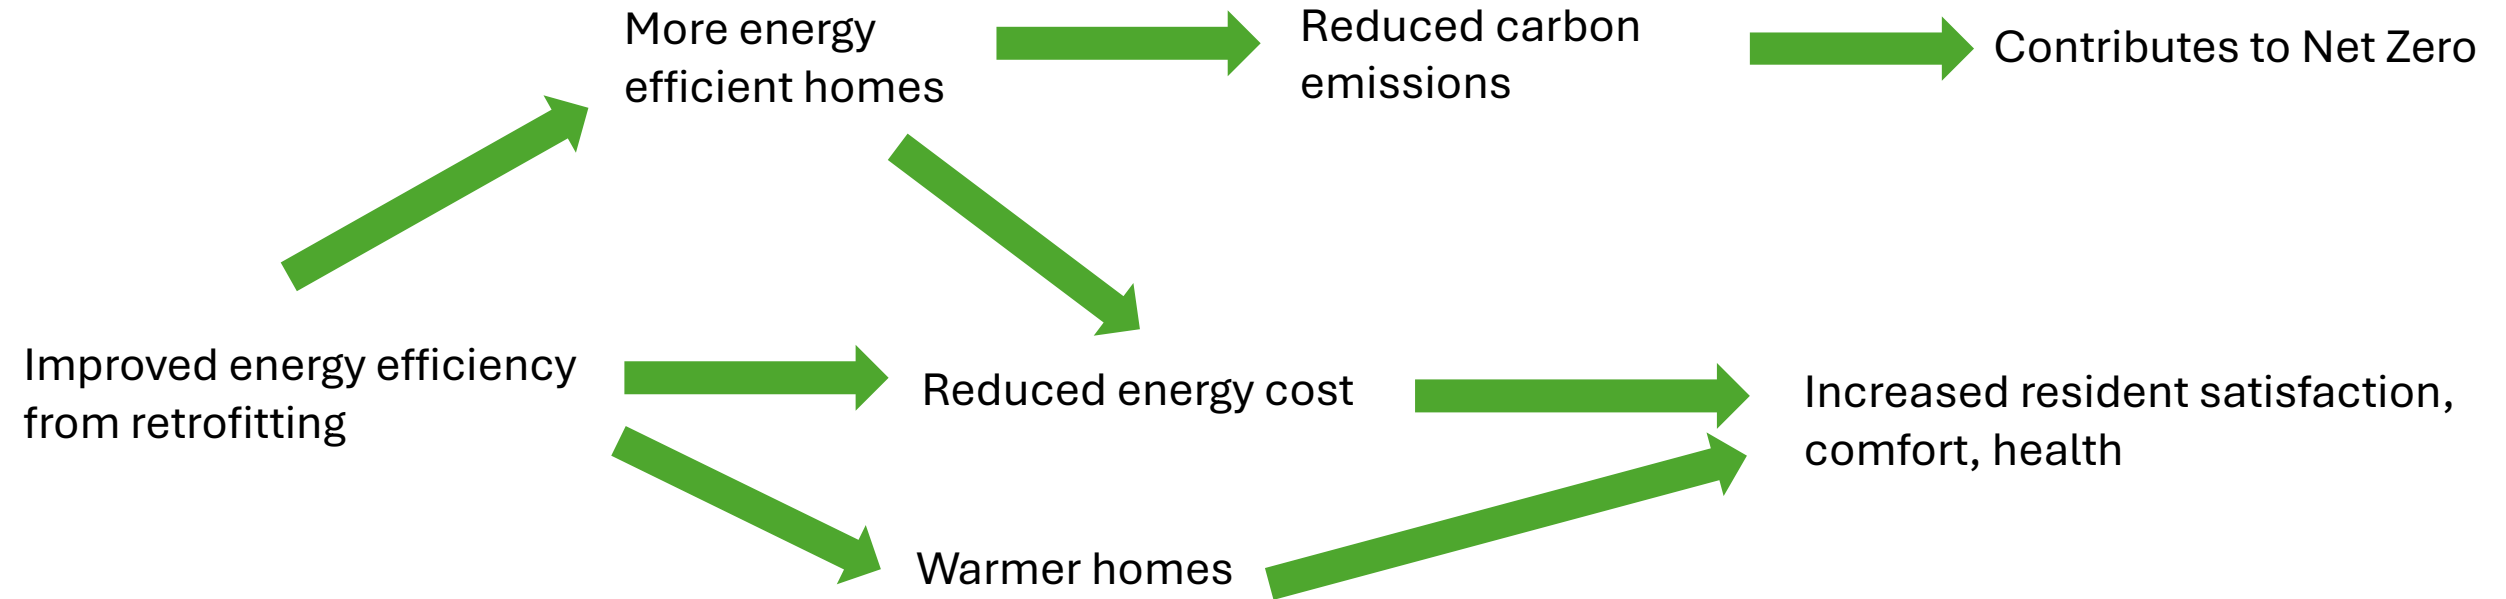 More energy
efficient homes
Reduced carbon
emissions
Contributes to Net Zero
Improved energy efficiency
from retrofitting
Reduced energy cost
Increased resident satisfaction,
comfort, health
Warmer homes